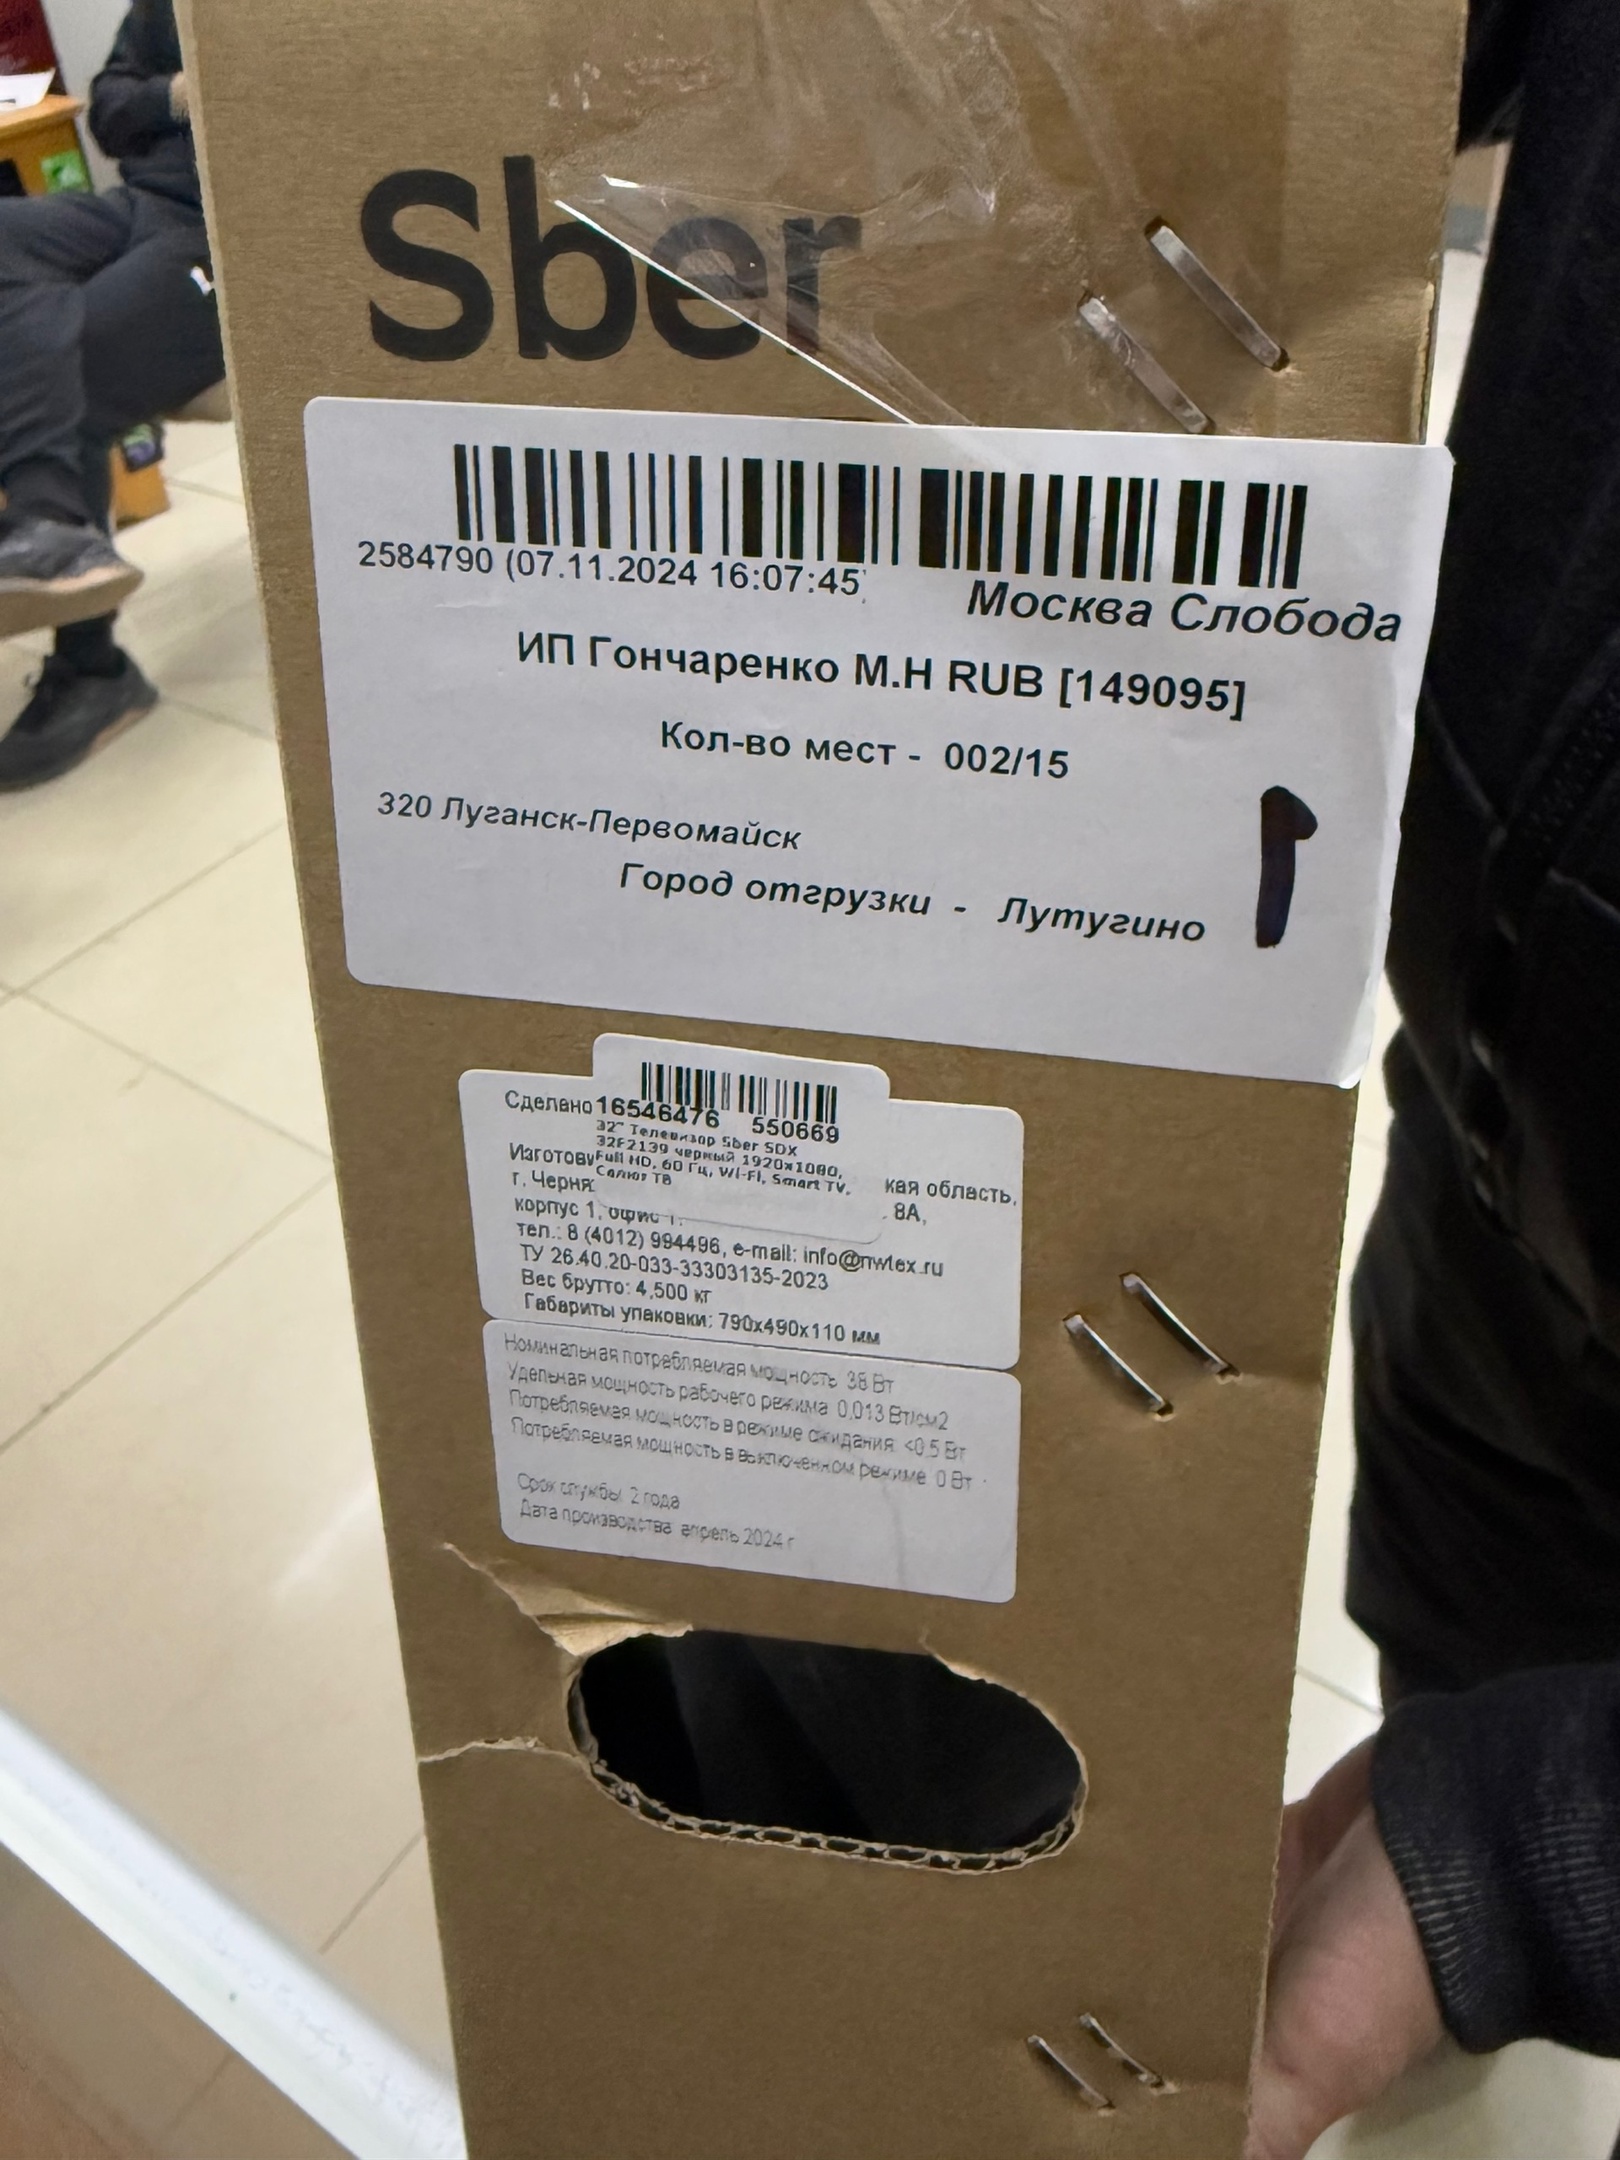 Sber
2584790 (07.11.2024 16:07:45)
Москва Слобода
ИП Гончаренко М.Н RUB [149095]
Кол-во мест - 002/15
320 Луганск-Первомайск
1
Город отгрузки - Лутугино
16546476 550669
32" Телевизор Sber SDX
32F2139 черный 1920x1080,
Full HD, 60 Гц, Wi-Fi, Smart TV,
Салют ТВ
Сделано
Изготови кая область,
г. Черня 8А,
корпус 1, офис 1.
тел.: 8 (4012) 994496, e-mail: info@nwtex.ru
ТУ 26.40.20-033-33303135-2023
Вес брутто: 4,500 кг
Габариты упаковки: 790x490x110 мм
Номинальная потребляемая мощность 38 Вт
Удельная мощность рабочего режима 0,013 Вт/см2
Потребляемая мощность в режиме ожидания <0,5 Вт
Потребляемая мощность в выключенном режиме 0 Вт
Срок службы 2 года
Дата производства апрель 2024 г